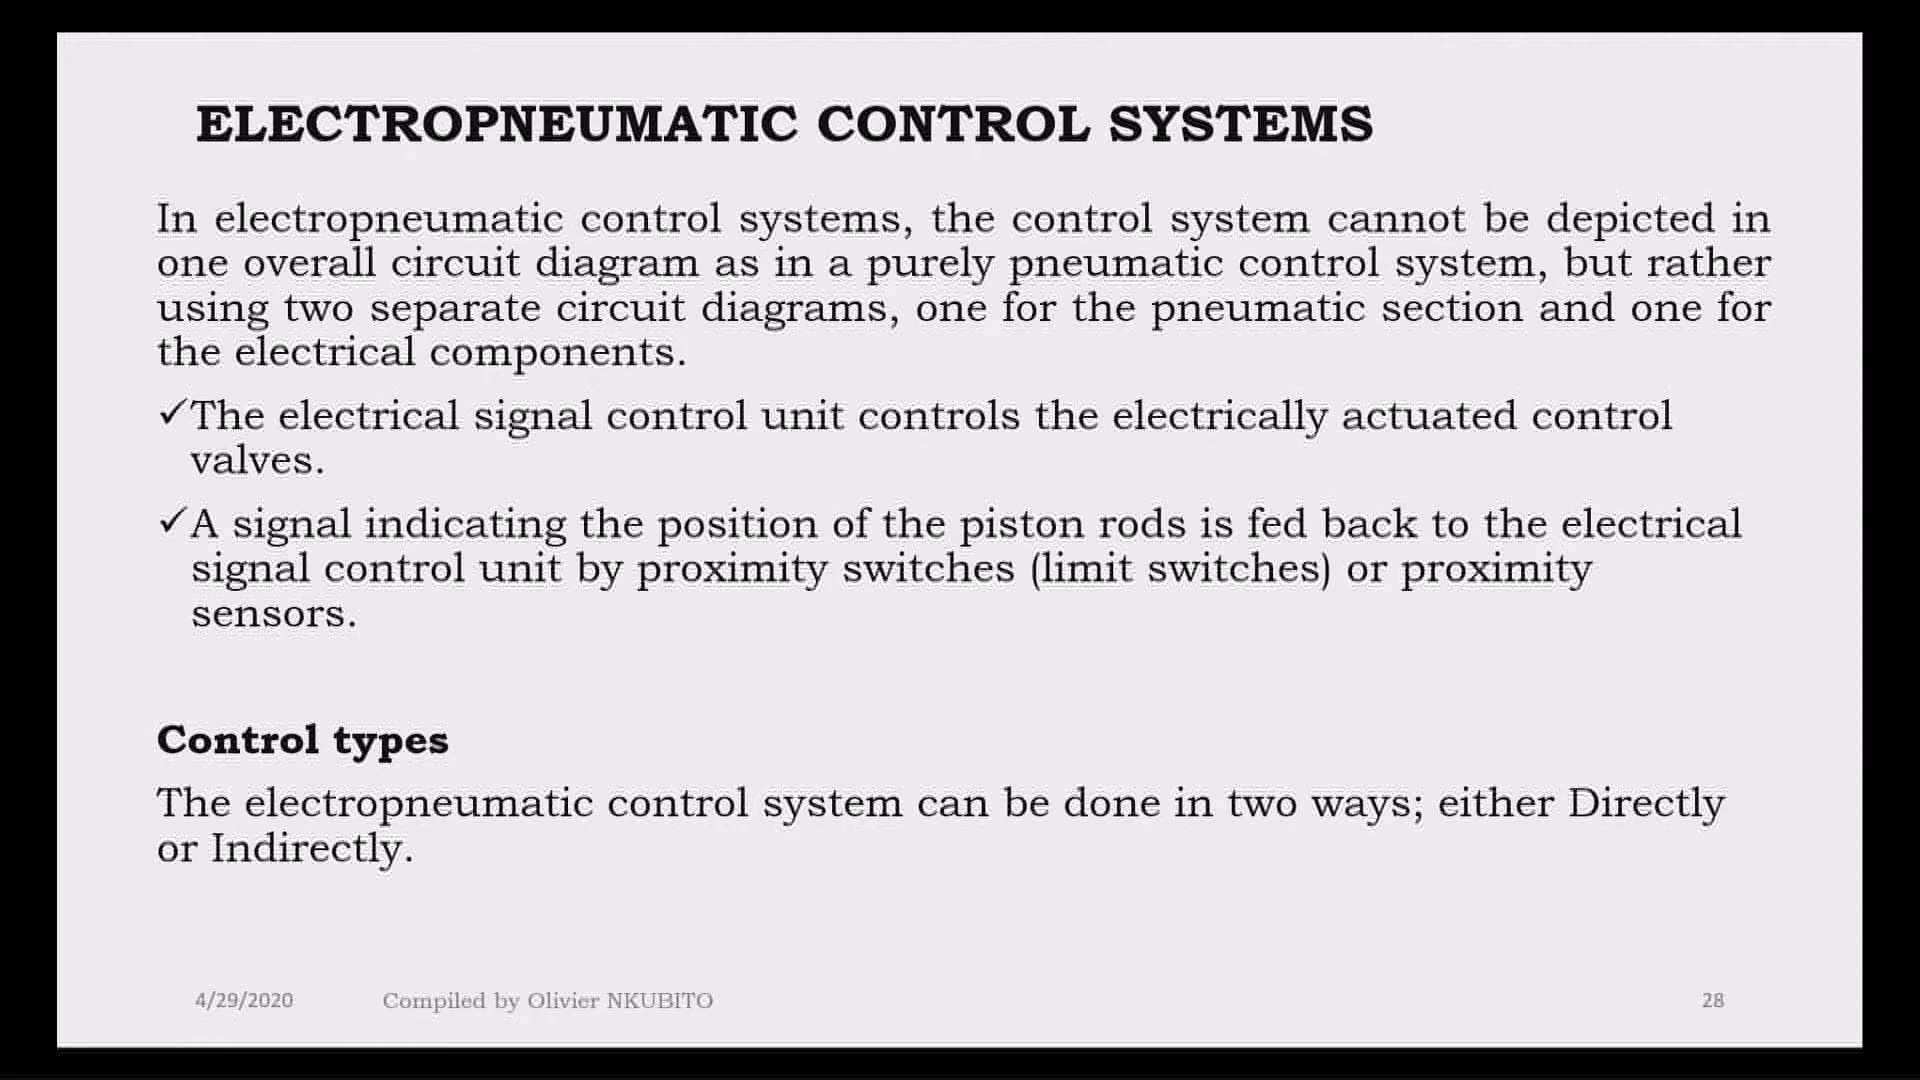 ELECTROPNEUMATIC CONTROL SYSTEMS
In electropneumatic control systems, the control system cannot be depicted in
one overall circuit diagram as in a purely pneumatic control system, but rather
using two separate circuit diagrams, one for the pneumatic section and one for
the electrical components.
✓The electrical signal control unit controls the electrically actuated control
valves.
✓A signal indicating the position of the piston rods is fed back to the electrical
signal control unit by proximity switches (limit switches) or proximity
sensors.
Control types
The electropneumatic control system can be done in two ways; either Directly
or Indirectly.
4/29/2020 Compiled by Olivier NKUBITO 28